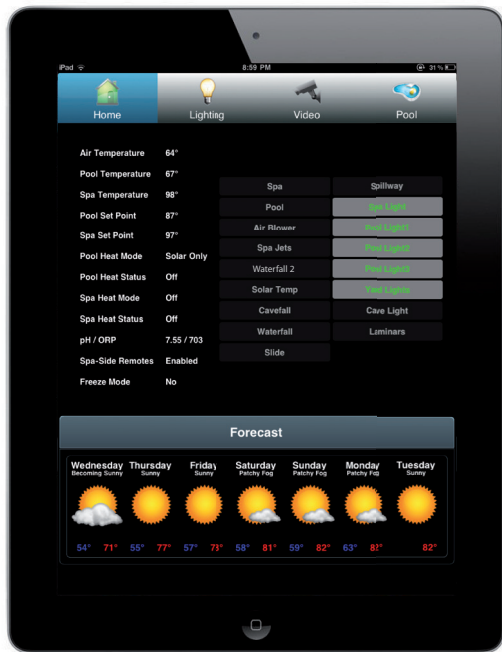 iPad 8:59 PM 31 %
Home Lighting Video Pool
Air Temperature 64°
Pool Temperature 67°
Spa Temperature 98°
Pool Set Point 87°
Spa Set Point 97°
Pool Heat Mode Solar Only
Pool Heat Status Off
Spa Heat Mode Off
Spa Heat Status Off
pH / ORP 7.55 / 703
Spa-Side Remotes Enabled
Freeze Mode No
Spa Spillway
Pool Spa Light
Air Blower Pool Light1
Spa Jets Pool Light2
Waterfall 2 Pool Light3
Solar Temp Yard Lights
Cavefall Cave Light
Waterfall Luminars
Slide
Forecast
Wednesday Thursday Friday Saturday Sunday Monday Tuesday
Becoming Sunny Sunny Sunny Patchy Fog Patchy Fog Patchy Fog Sunny
54° 71° 55° 77° 57° 58° 81° 59° 82° 63° 82°